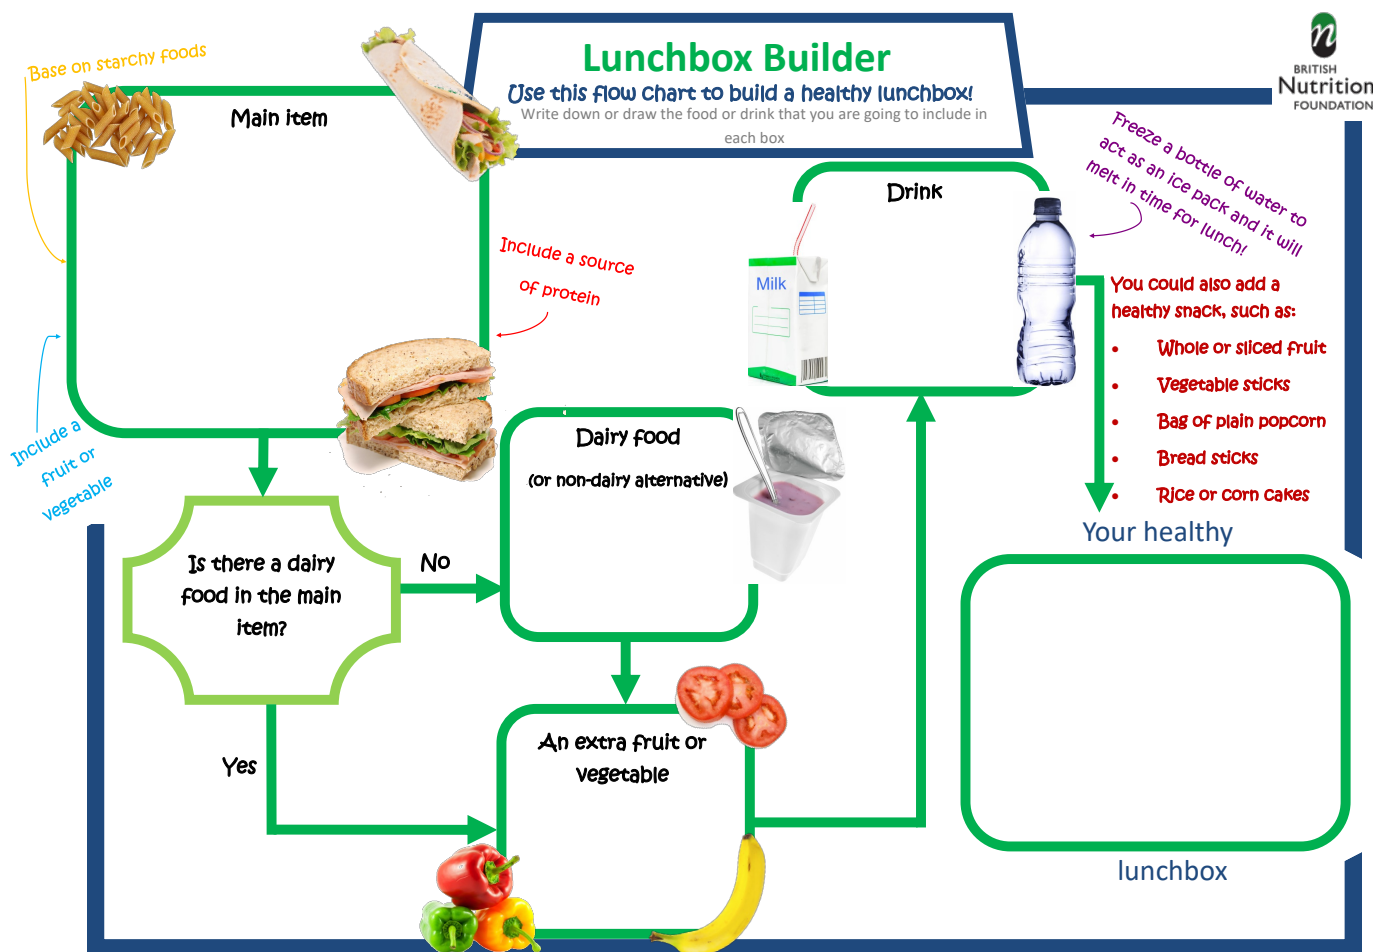 Lunchbox Builder
Use this flow chart to build a healthy lunchbox!
Write down or draw the food or drink that you are going to include in
each box
n
BRITISH
Nutrition
FOUNDATION
Base on starchy foods
Main item
Include a source
of protein
Include a
fruit or
vegetable
Is there a dairy
food in the main
item?
No
Yes
Dairy food
(or non-dairy alternative)
An extra fruit or
vegetable
Drink
Milk
Freeze a bottle of water to
act as an ice pack and it will
melt in time for lunch!
You could also add a
healthy snack, such as:
• Whole or sliced fruit
• Vegetable sticks
• Bag of plain popcorn
• Bread sticks
• Rice or corn cakes
Your healthy
lunchbox